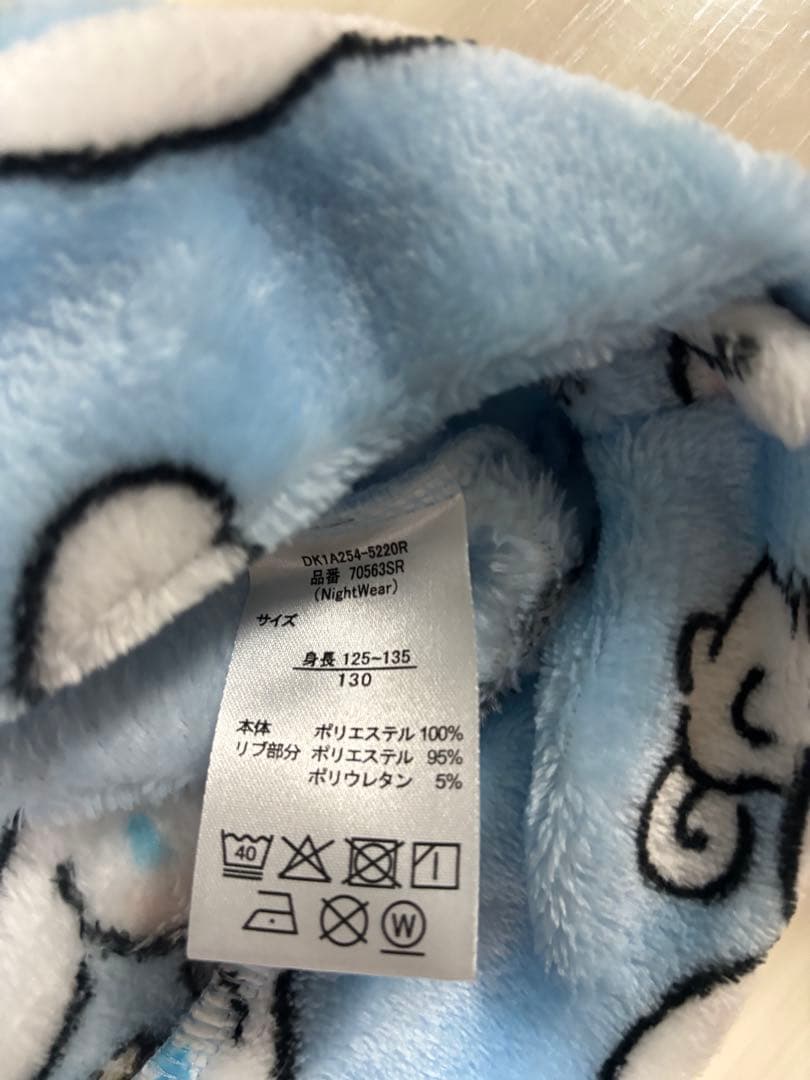 DK1A254-5220R
品番 70563SR
(NightWear)
サイズ
身長 125~135
130
本体 ポリエステル 100%
リブ部分 ポリエステル 95%
ポリウレタン 5%
40
W